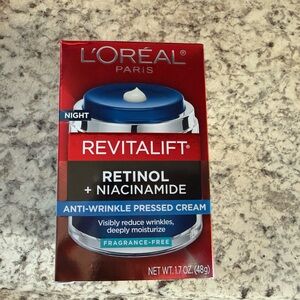 L'ORÉAL®
PARIS
NIGHT
REVITALIFT®
RETINOL
+ NIACINAMIDE
ANTI-WRINKLE PRESSED CREAM
Visibly reduce wrinkles,
deeply moisturize
FRAGRANCE-FREE
NET WT. 1.7 OZ. (48g)